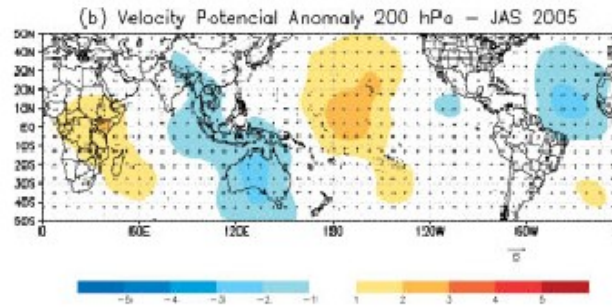 (b) Velocity Potencial Anomaly 200 hPa – JAS 2005
50N
40N
30N
20N
10N
EQ
10S
20S
30S
40S
50S
0 60E 120E 180 120W 60W
-5 -4 -3 -2 -1 1 2 3 4 5